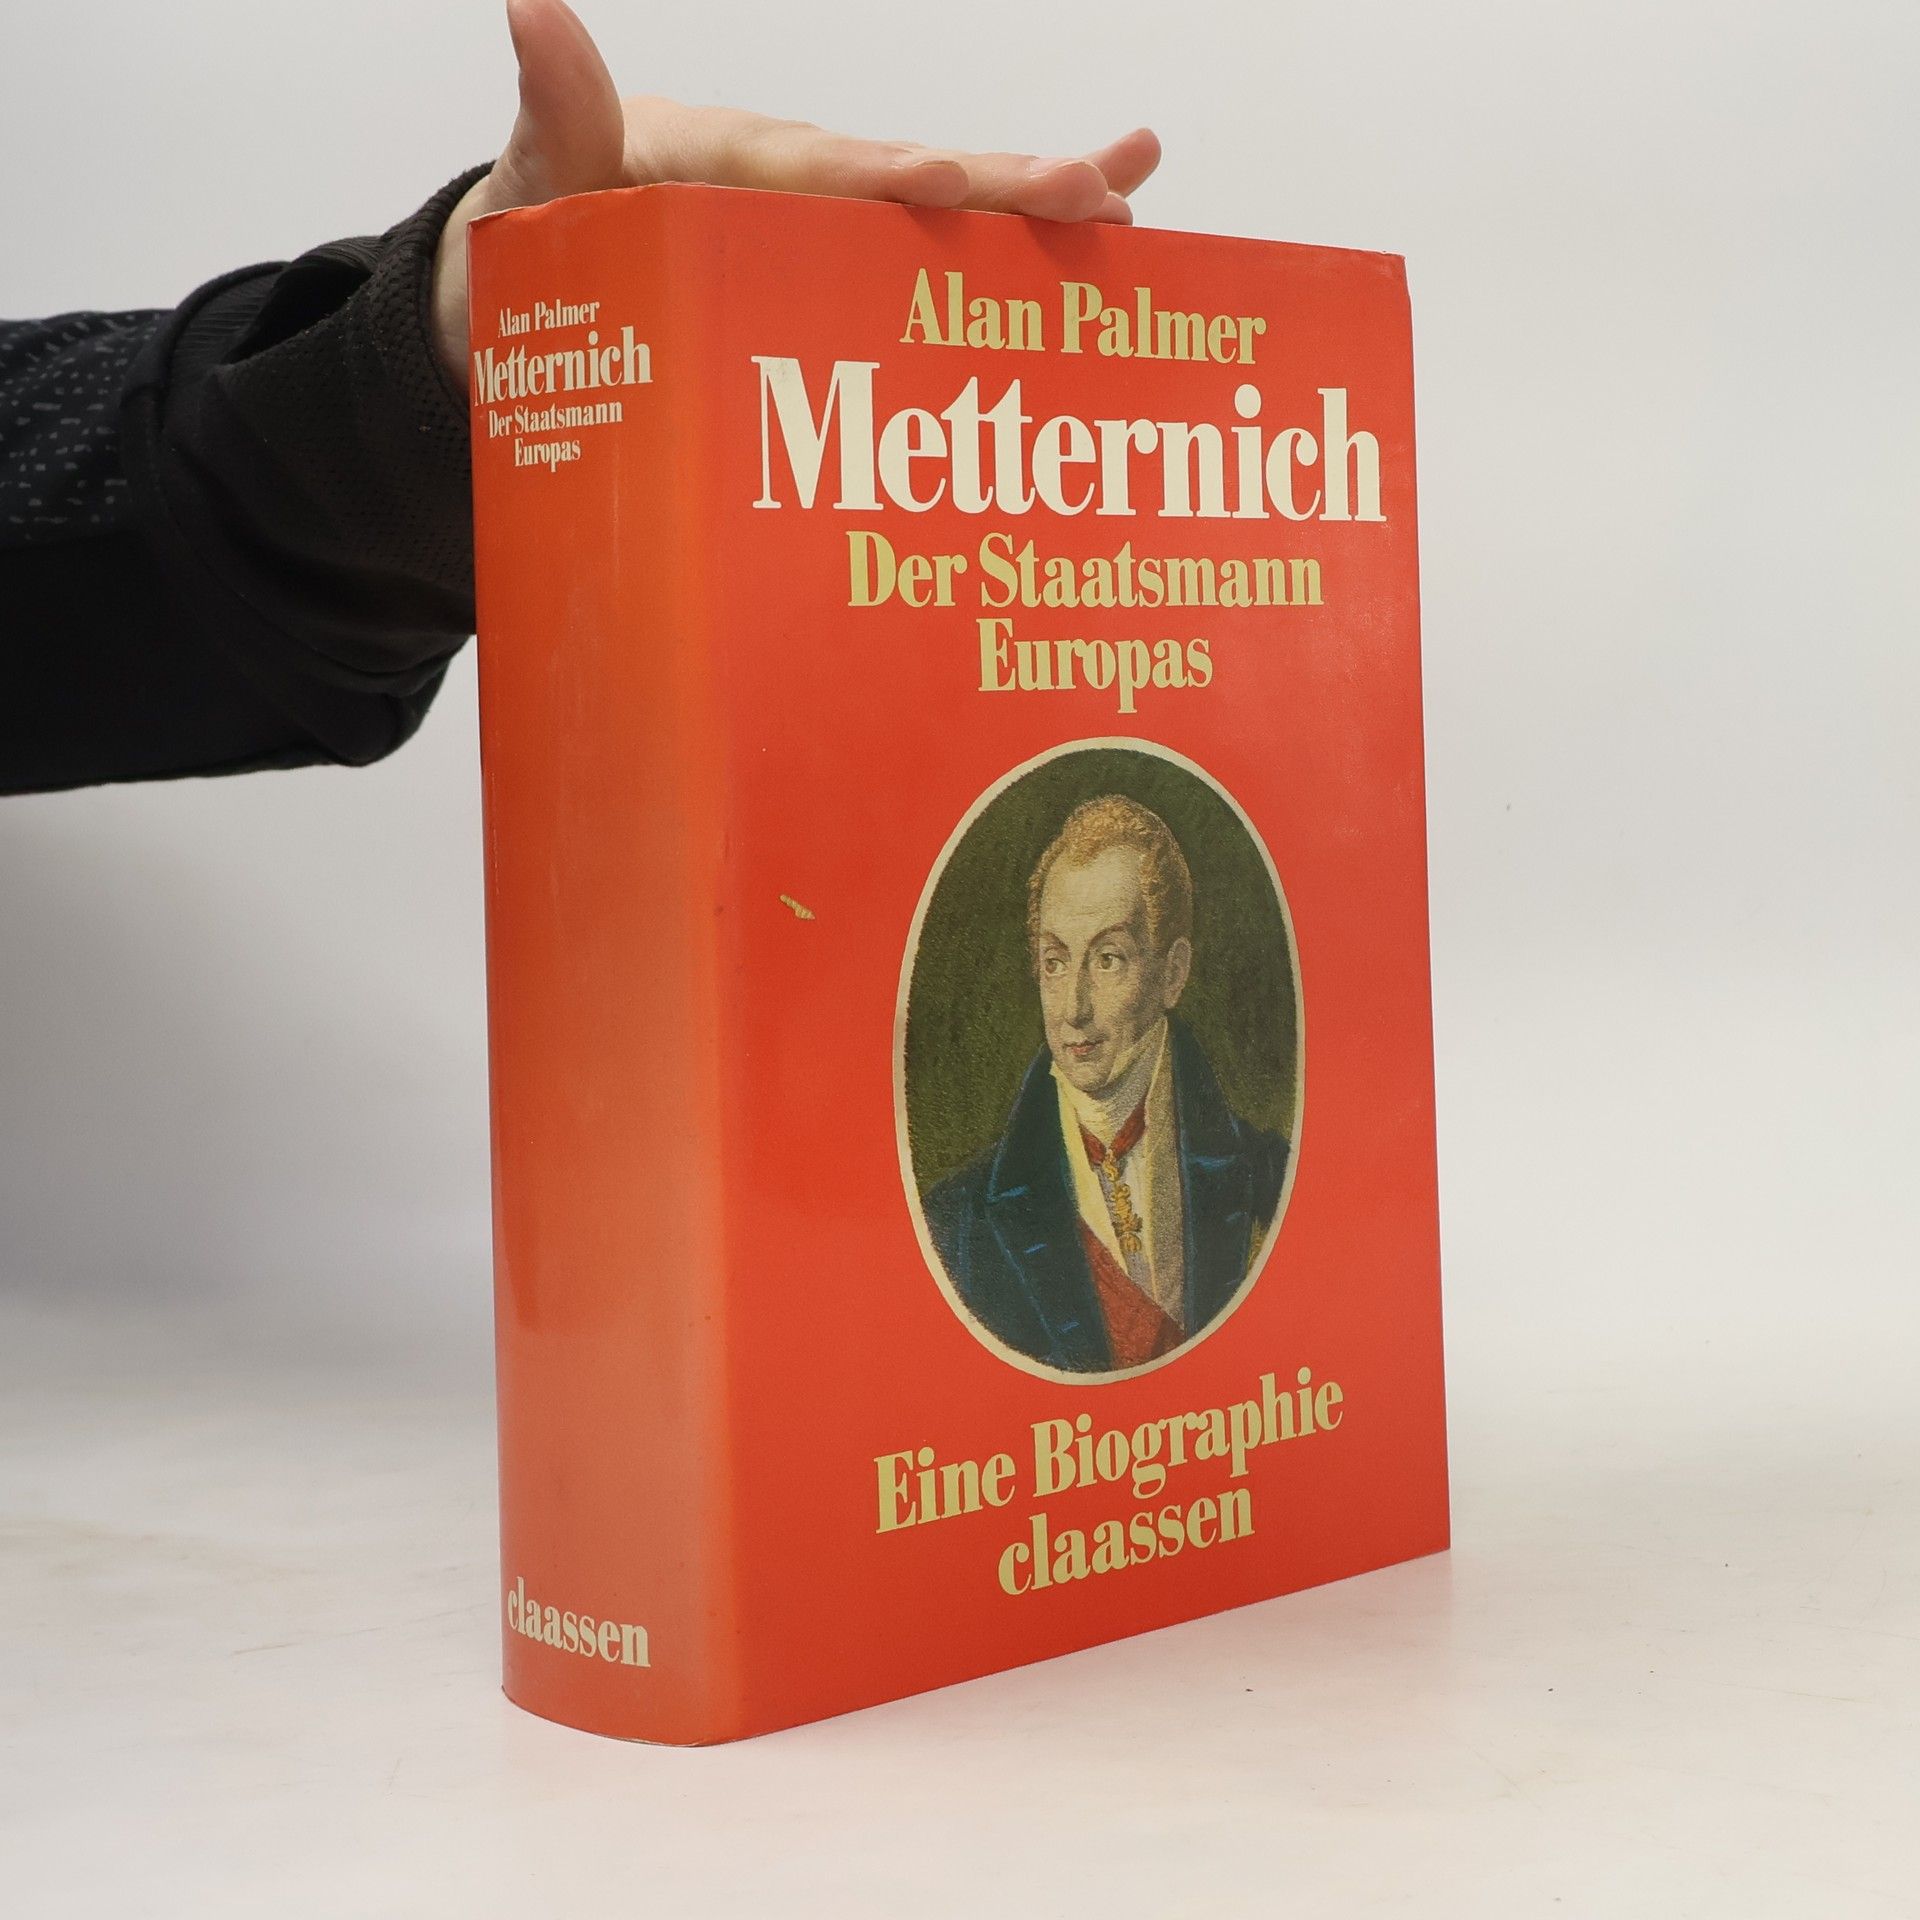 Alan Palmer
Metternich
Der Staatsmann
Europas
claassen
Alan Palmer
Metternich
Der Staatsmann
Europas
Eine Biographie
claassen